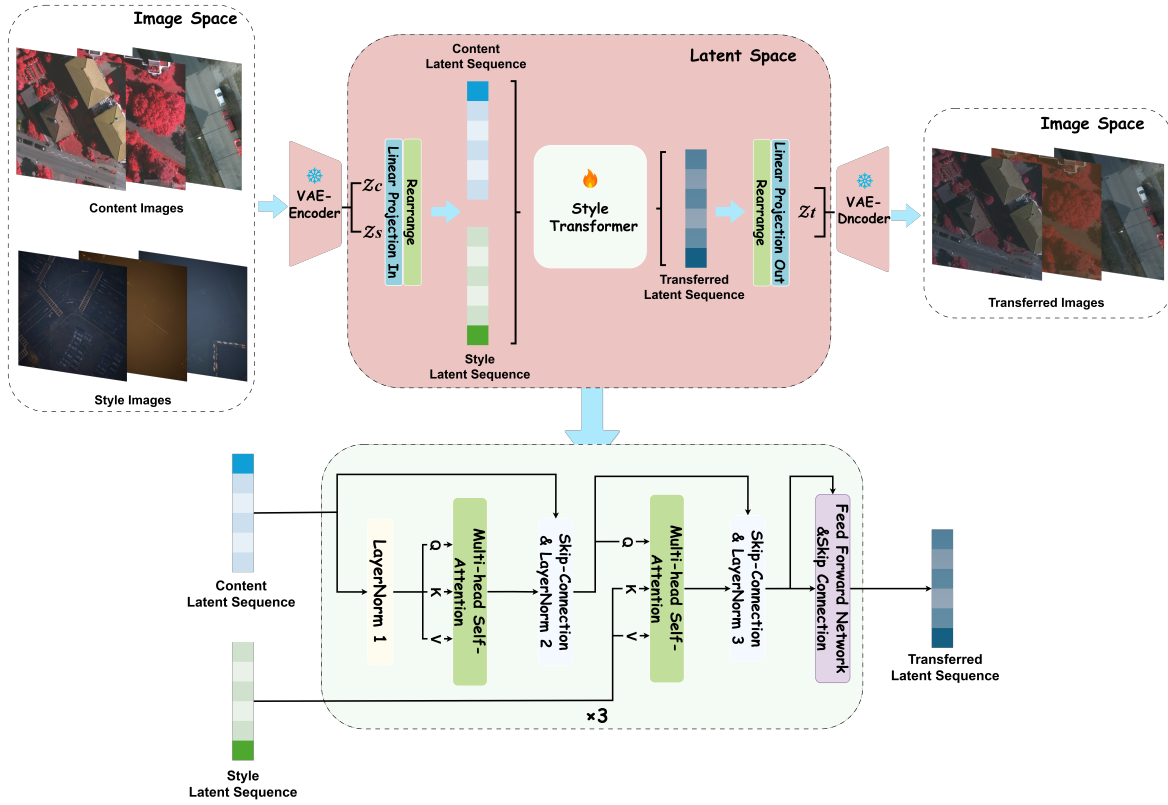 Image Space
Content Images
Style Images
VAE-
Encoder
Zc
Zs
Linear Projection In
Rearrange
Content
Latent Sequence
Style
Latent Sequence
Latent Space
Style
Transformer
Transferred
Latent Sequence
Linear Projection Out
Rearrange
Zt
VAE-
Dncoder
Image Space
Transferred Images
Content
Latent Sequence
Style
Latent Sequence
LayerNorm 1
Q
K
V
Multi-head Self-
Attention
Skip-Connection
& LayerNorm 2
Q
K
V
Multi-head Self-
Attention
Skip-Connection
& LayerNorm 3
Feed Forward Network
&Skip Connection
×3
Transferred
Latent Sequence